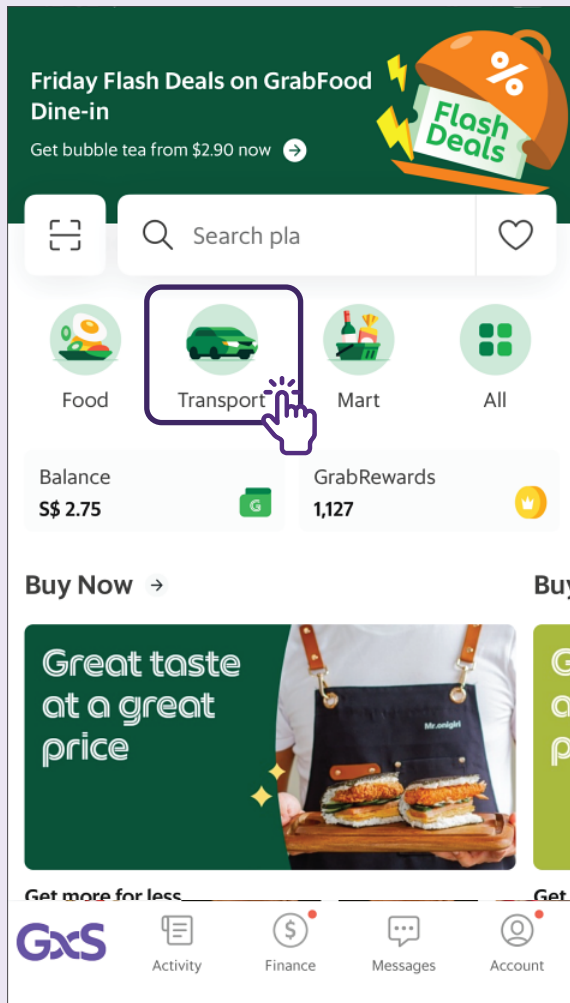 Friday Flash Deals on GrabFood
Dine-in
Get bubble tea from $2.90 now
%
Flash
Deals
Search pla
Food
Transport
Mart
All
Balance
S$ 2.75
G
GrabRewards
1,127
Buy Now
Buy
Great taste
at a great
price
Mr.onigiri
G
a
p
Get more for less
Get
GXS
Activity
$
Finance
Messages
Account